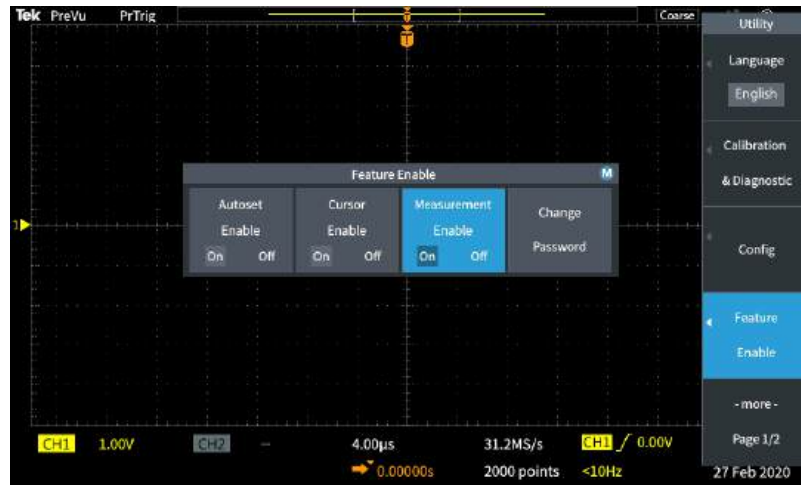 Tek PreVu PrTrig
Coarse
Utility
Language
English
Calibration
& Diagnostic
Config
Feature
Enable
- more -
Page 1/2
Feature Enable
M
Autoset
Enable
On Off
Cursor
Enable
On Off
Measurement
Enable
On Off
Change
Password
T
CH1 1.00V CH2 4.00µs 31.2MS/s CH1 0.00V
0.00000s 2000 points <10Hz 27 Feb 2020